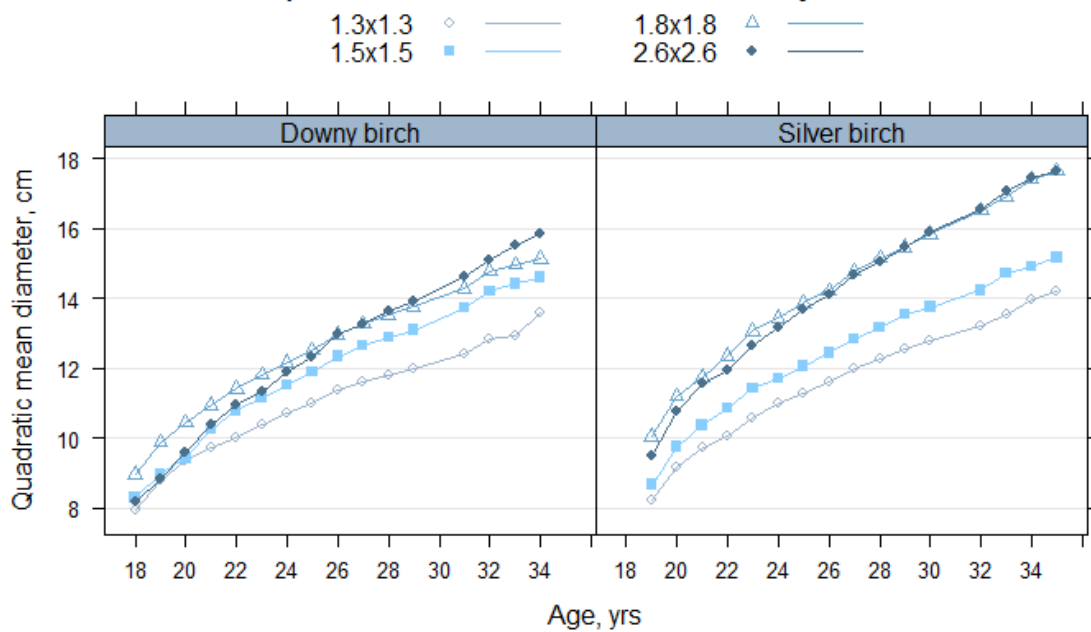 1.3x1.3 1.8x1.8
1.5x1.5 2.6x2.6
Downy birch Silver birch
Quadratic mean diameter, cm
18
16
14
12
10
8
18 20 22 24 26 28 30 32 34 18 20 22 24 26 28 30 32 34
Age, yrs